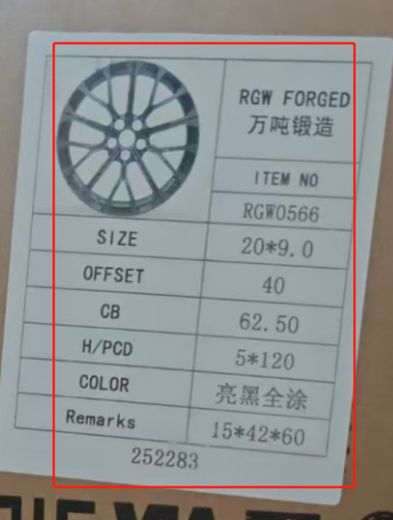 RGW FORGED
万吨锻造
ITEM NO
RGW0566
SIZE 20*9.0
OFFSET 40
CB 62.50
H/PCD 5*120
COLOR 亮黑全涂
Remarks 15*42*60
252283